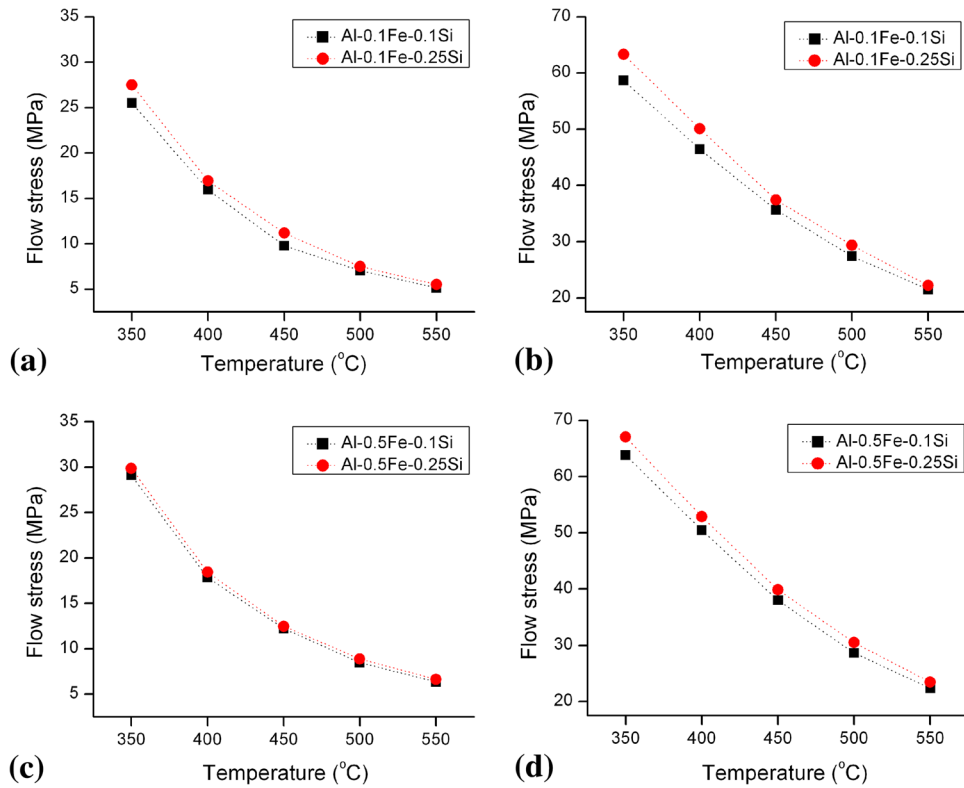 35
30
25
20
15
10
5
Flow stress (MPa)
Al-0.1Fe-0.1Si
Al-0.1Fe-0.25Si
350 400 450 500 550
Temperature (°C)
(a)
70
60
50
40
30
20
Flow stress (MPa)
Al-0.1Fe-0.1Si
Al-0.1Fe-0.25Si
350 400 450 500 550
Temperature (°C)
(b)
35
30
25
20
15
10
5
Flow stress (MPa)
Al-0.5Fe-0.1Si
Al-0.5Fe-0.25Si
350 400 450 500 550
Temperature (°C)
(c)
70
60
50
40
30
20
Flow stress (MPa)
Al-0.5Fe-0.1Si
Al-0.5Fe-0.25Si
350 400 450 500 550
Temperature (°C)
(d)